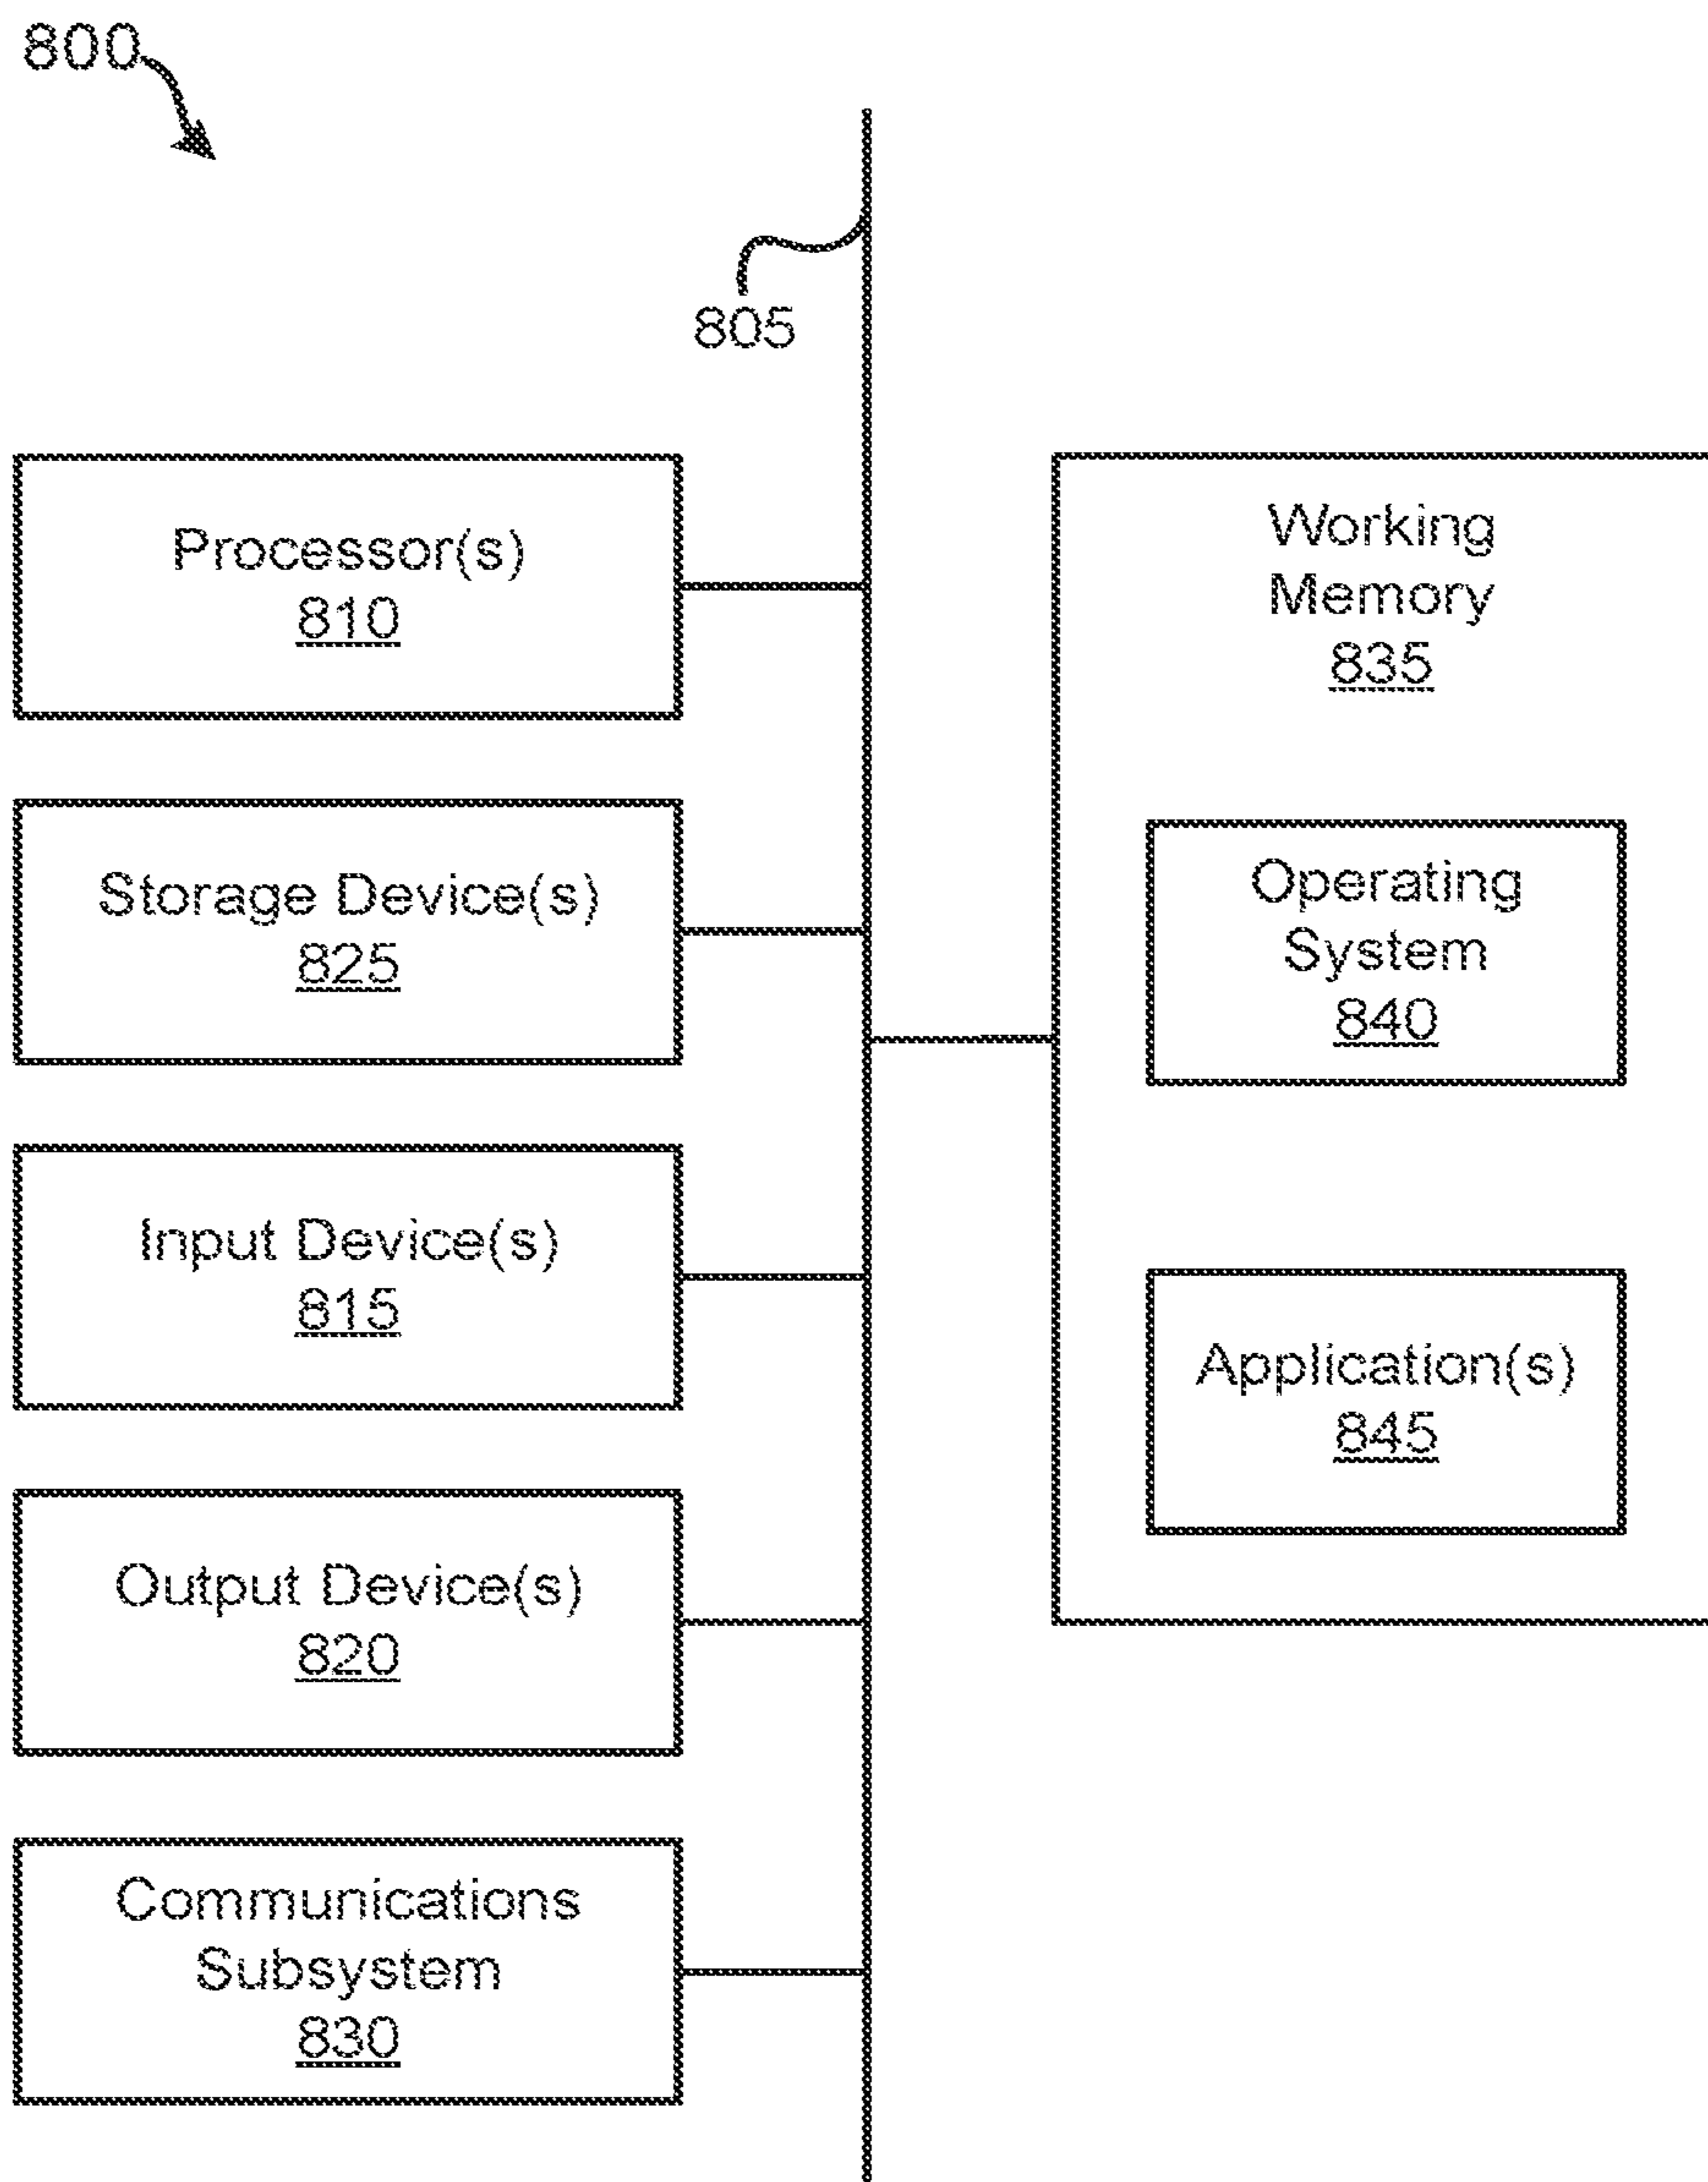 800
805
Processor(s)
810
Storage Device(s)
825
Input Device(s)
815
Output Device(s)
820
Communications
Subsystem
830
Working
Memory
835
Operating
System
840
Application(s)
845